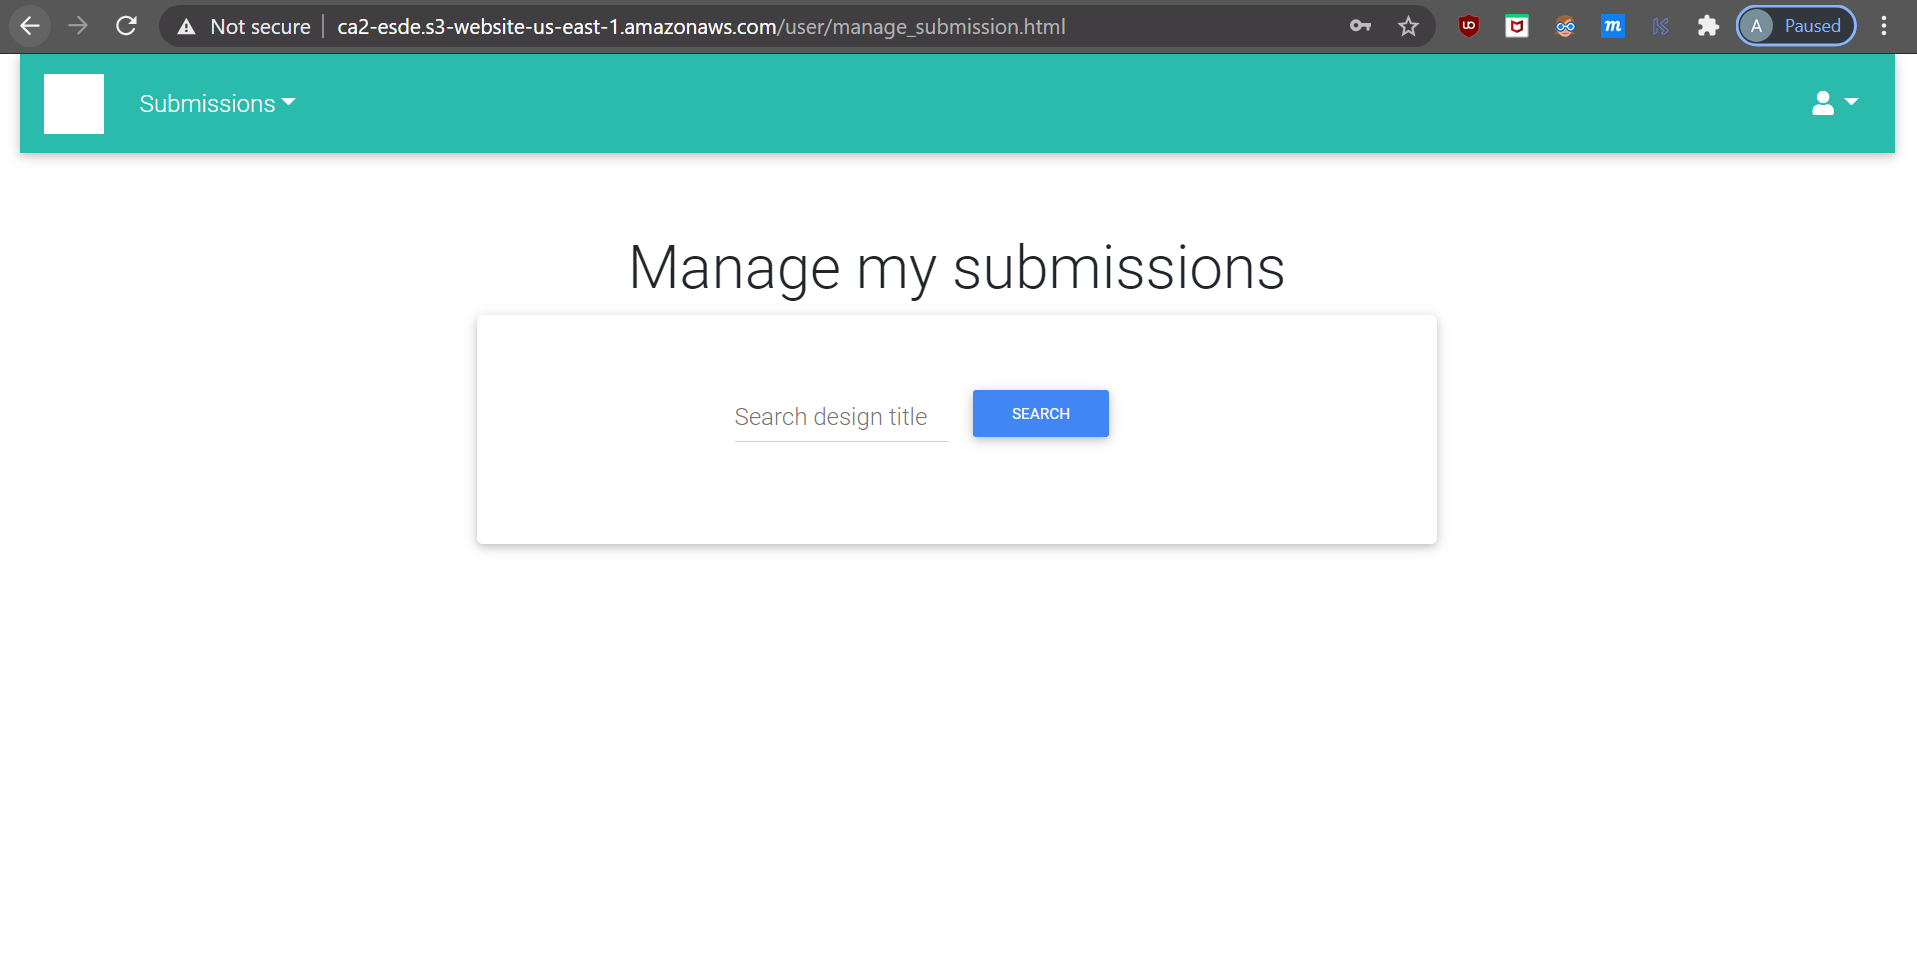 Not secure ca2-esde.s3-website-us-east-1.amazonaws.com/user/manage_submission.html
A Paused
Submissions
Manage my submissions
Search design title
SEARCH